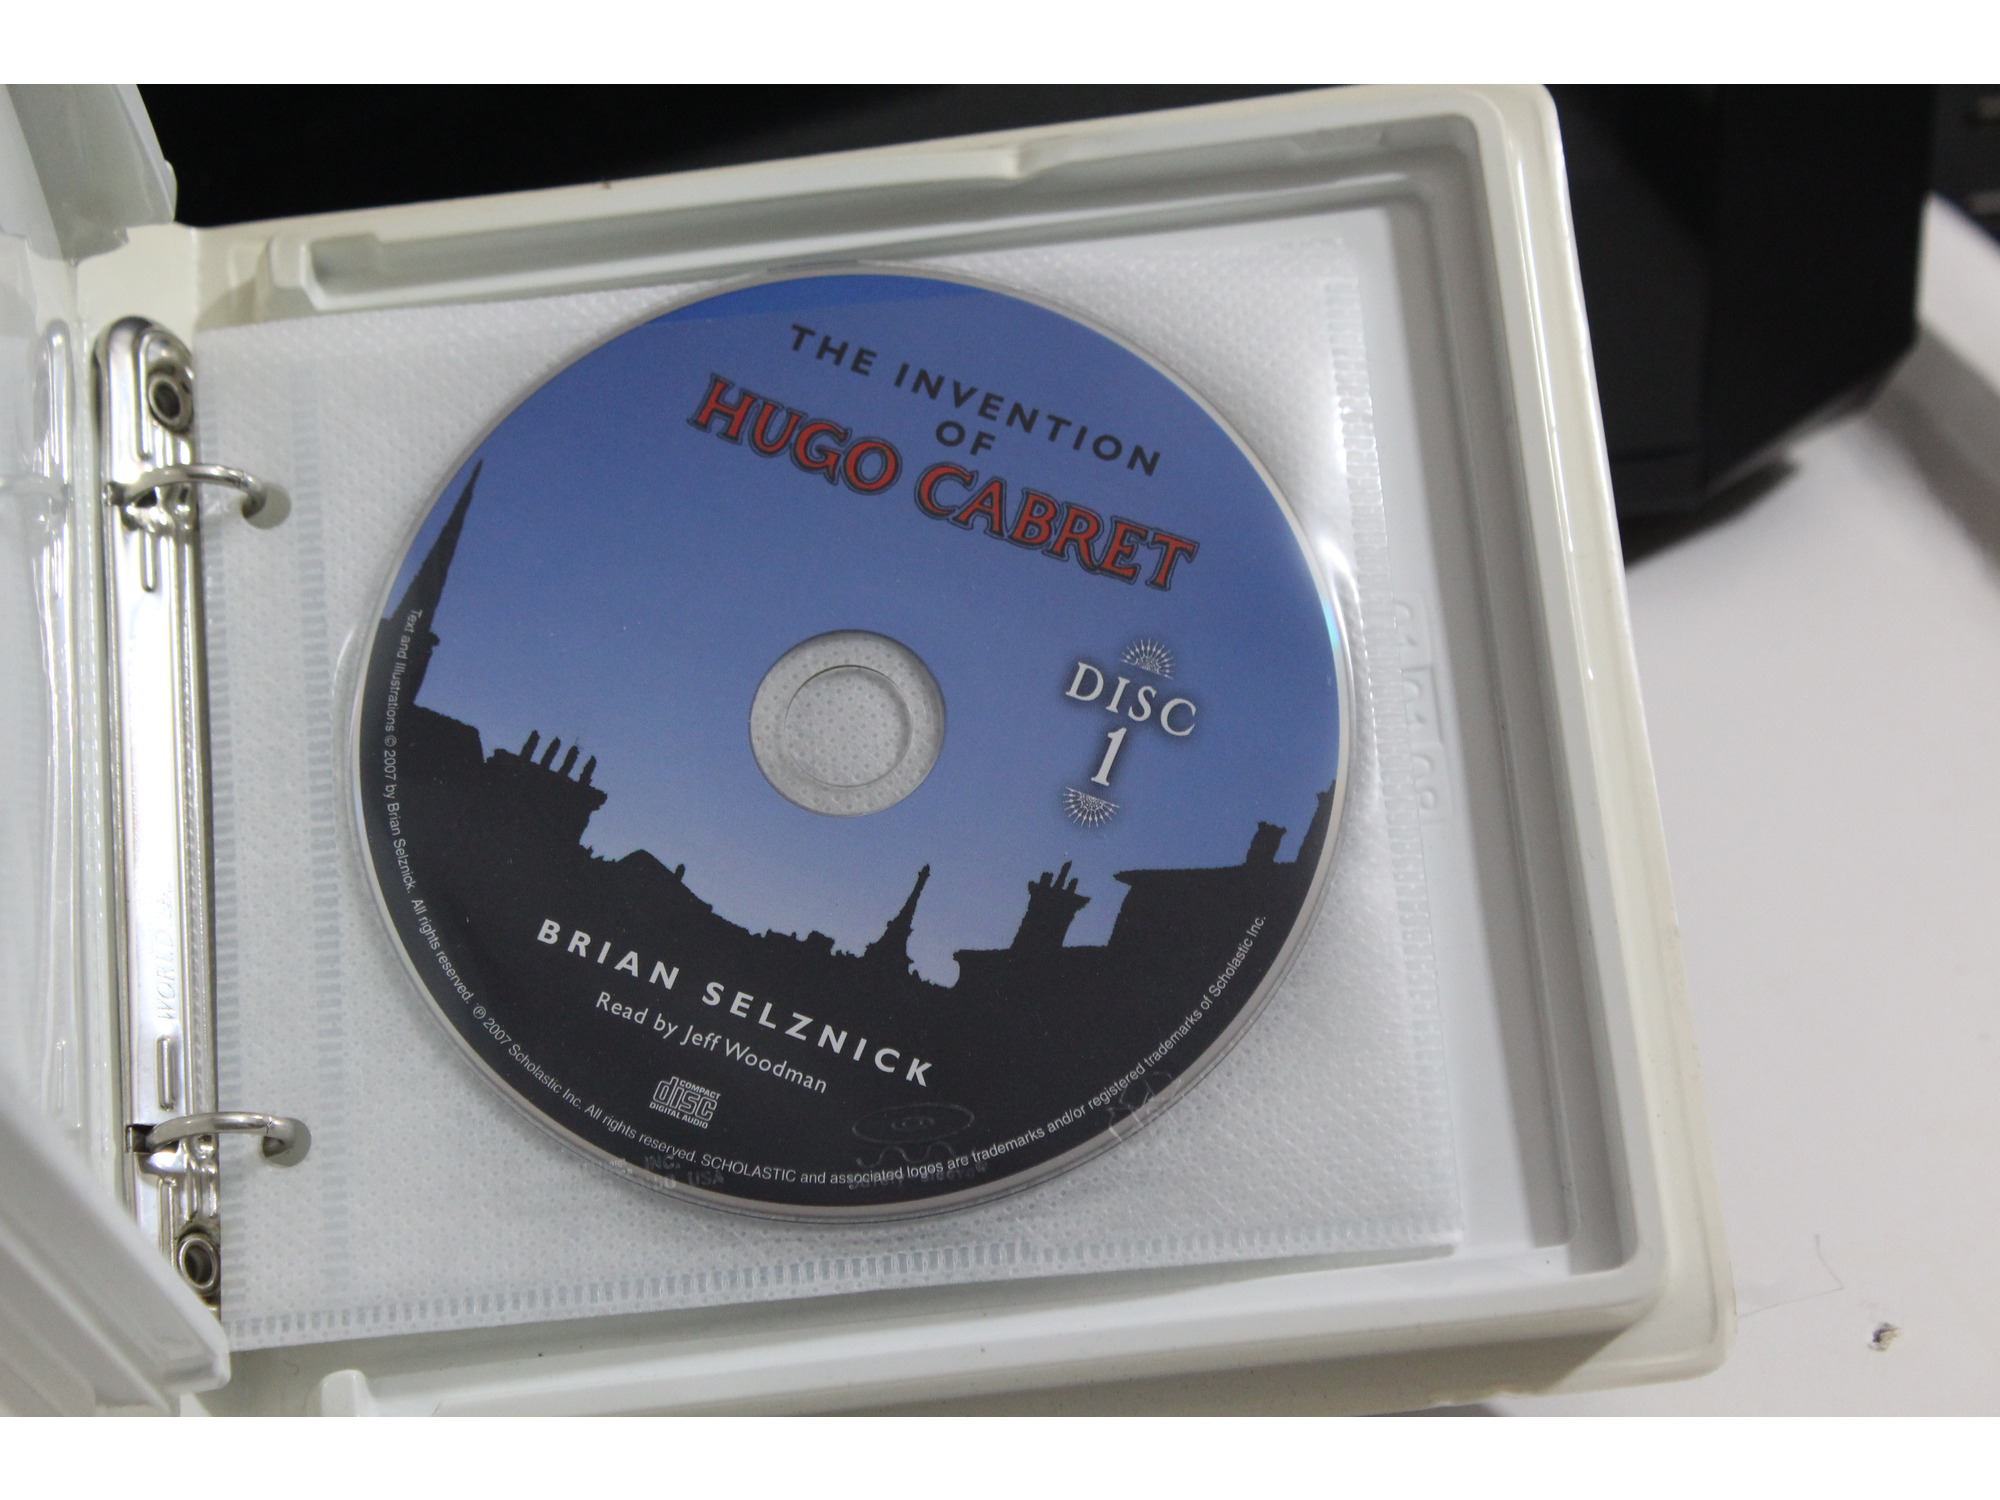 THE INVENTION
OF
HUGO CABRET
DISC
1
BRIAN SELZNICK
Read by Jeff Woodman
COMPACT
disc
DIGITAL AUDIO
Text and Illustrations © 2007 by Brian Selznick. All rights reserved. ℗ 2007 Scholastic Inc. All rights reserved. SCHOLASTIC and associated logos are trademarks and/or registered trademarks of Scholastic Inc.
INC.
USA
WORLD